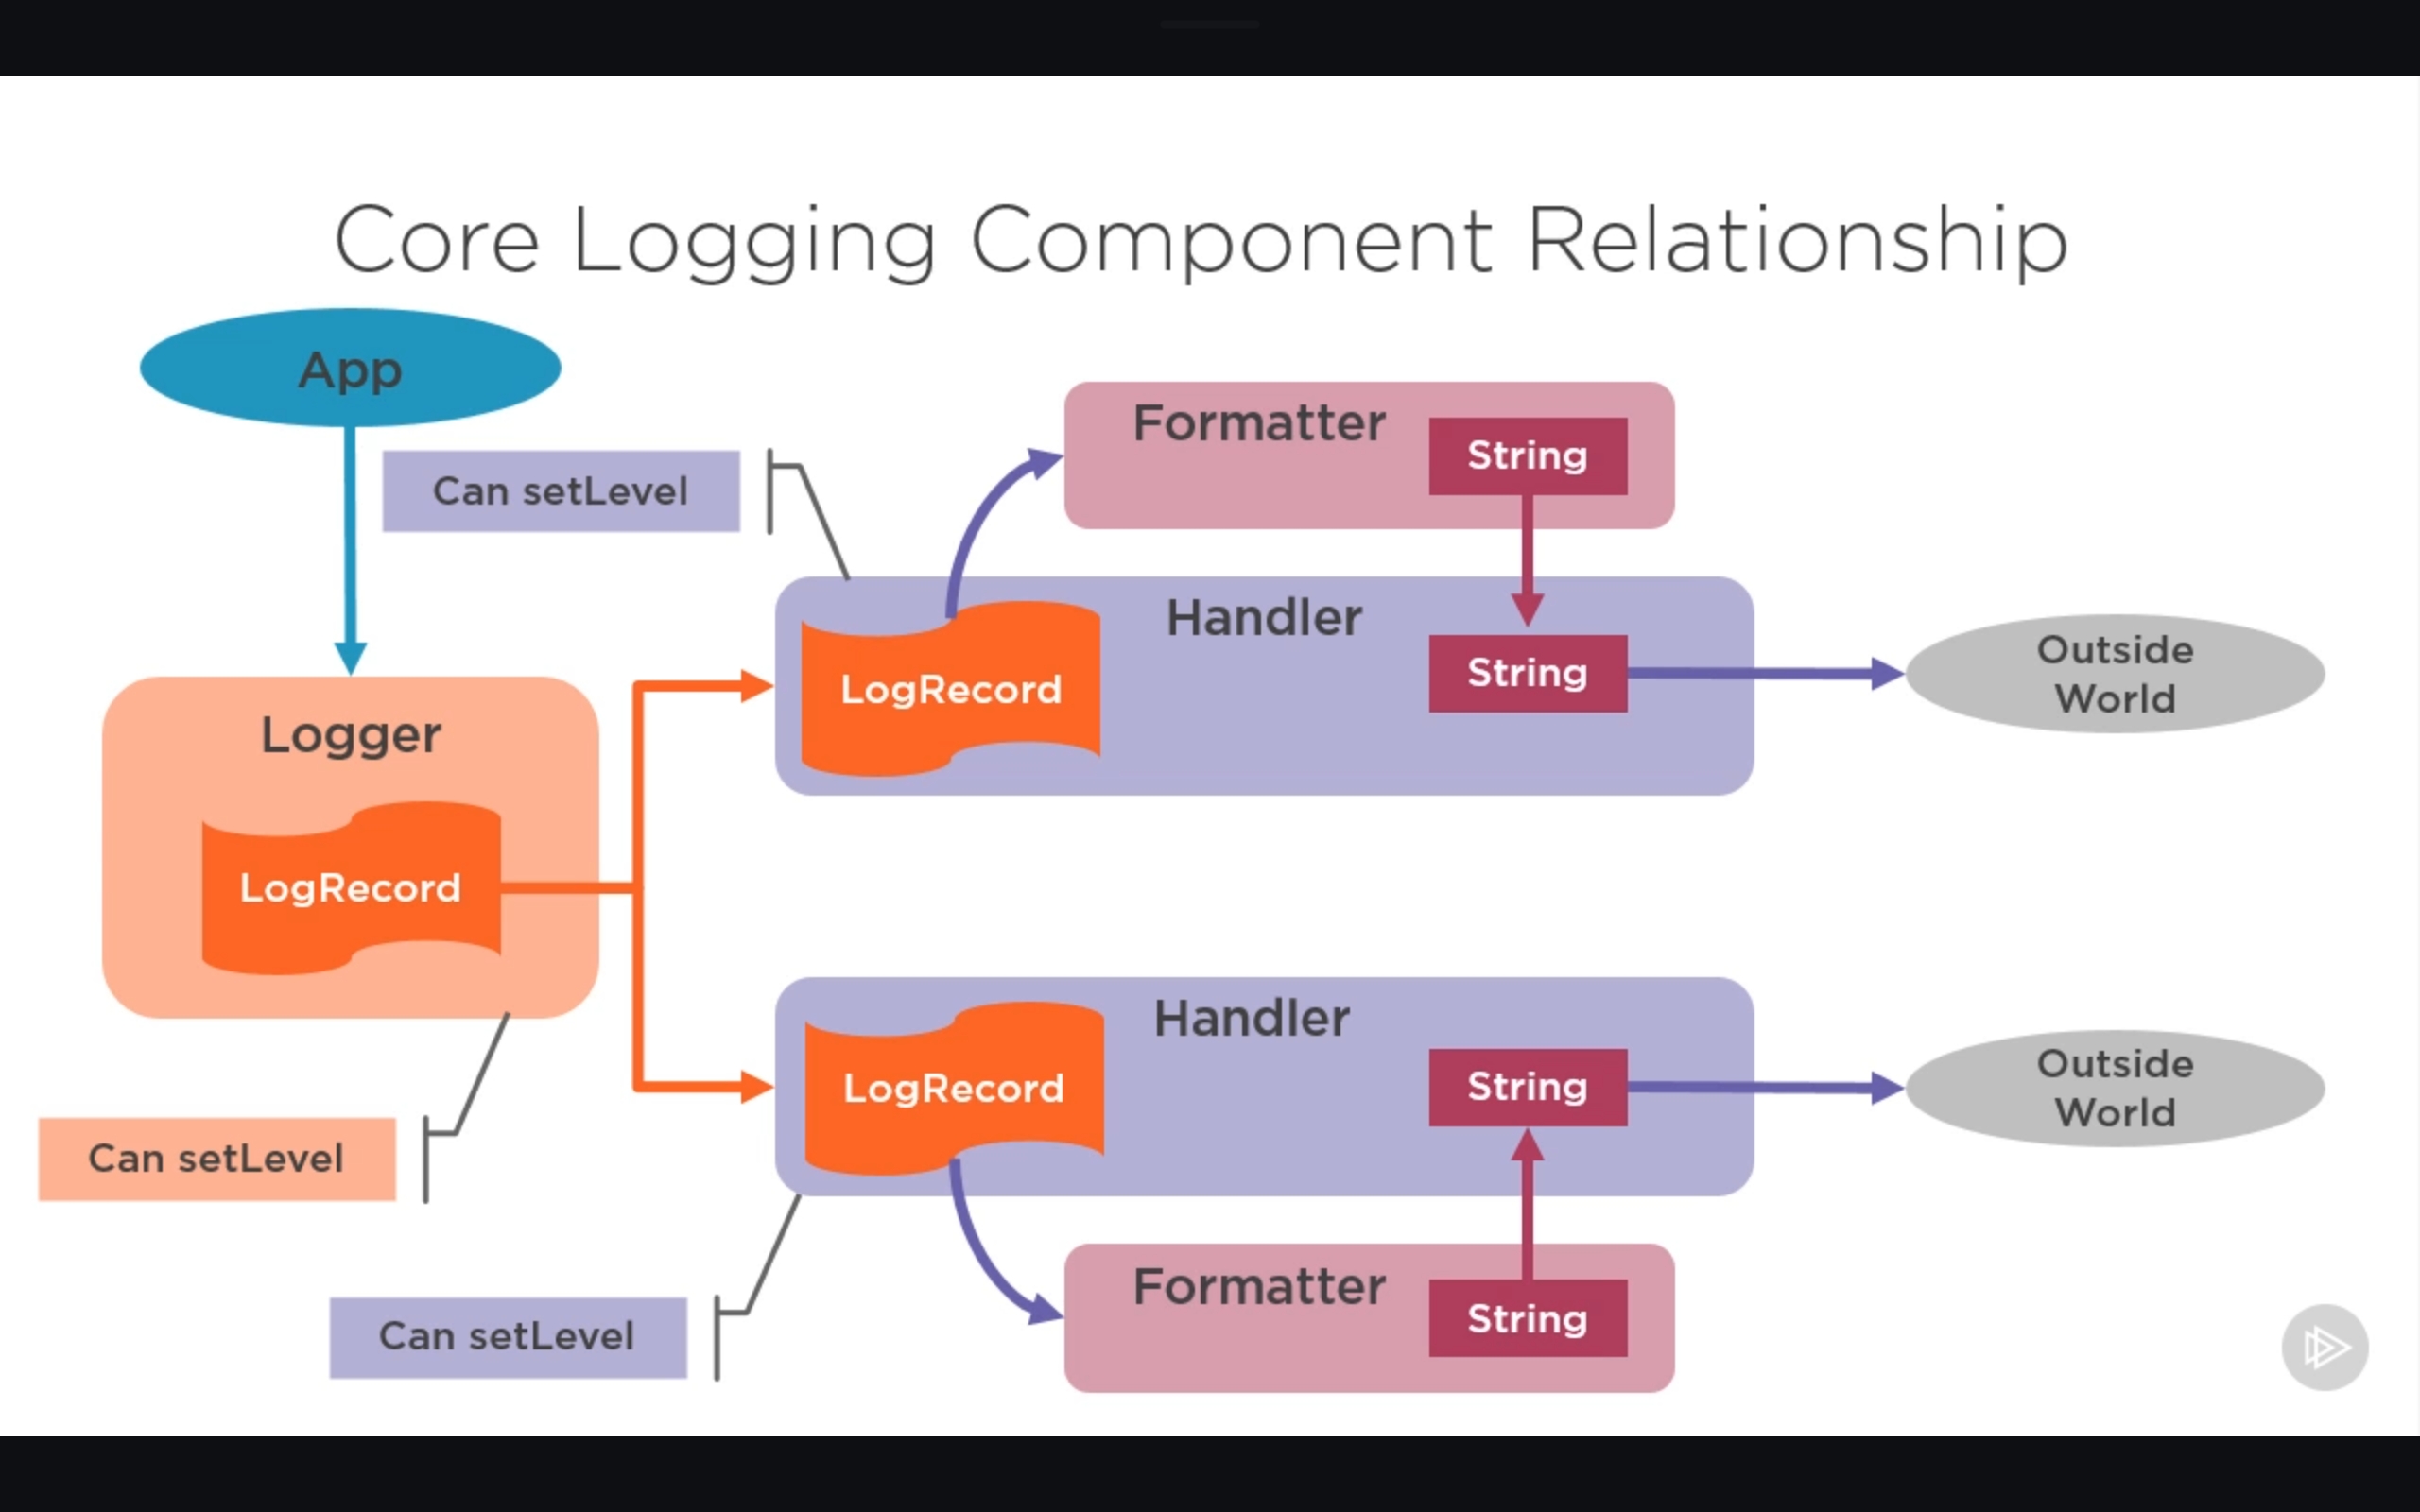 Core Logging Component Relationship
App
Can setLevel
Formatter
String
Handler
LogRecord
String
Outside
World
Logger
LogRecord
Handler
LogRecord
String
Outside
World
Can setLevel
Formatter
String
Can setLevel